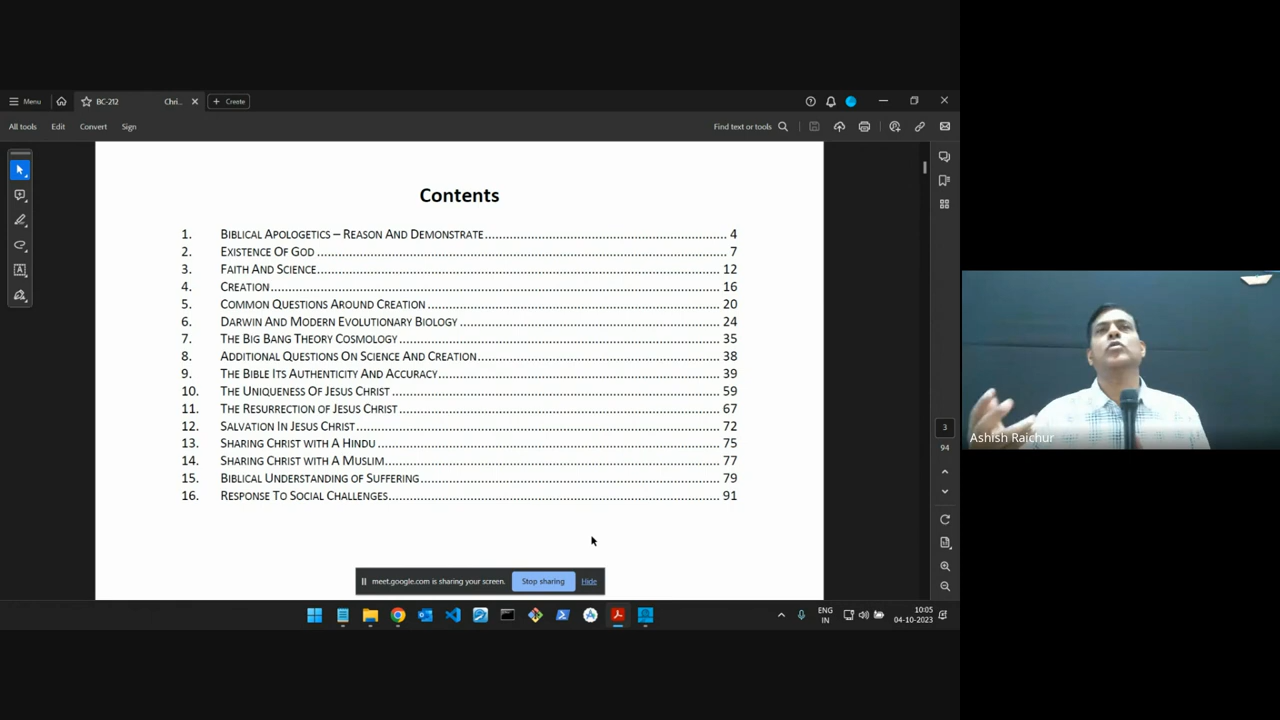 Menu
BC-212 Chri...
Create
All tools
Edit
Convert
Sign
Find text or tools
Contents
1. BIBLICAL APOLOGETICS – REASON AND DEMONSTRATE 4
2. EXISTENCE OF GOD 7
3. FAITH AND SCIENCE 12
4. CREATION 16
5. COMMON QUESTIONS AROUND CREATION 20
6. DARWIN AND MODERN EVOLUTIONARY BIOLOGY 24
7. THE BIG BANG THEORY COSMOLOGY 35
8. ADDITIONAL QUESTIONS ON SCIENCE AND CREATION 38
9. THE BIBLE ITS AUTHENTICITY AND ACCURACY 39
10. THE UNIQUENESS OF JESUS CHRIST 59
11. THE RESURRECTION OF JESUS CHRIST 67
12. SALVATION IN JESUS CHRIST 72
13. SHARING CHRIST WITH A HINDU 75
14. SHARING CHRIST WITH A MUSLIM 77
15. BIBLICAL UNDERSTANDING OF SUFFERING 79
16. RESPONSE TO SOCIAL CHALLENGES 91
3
94
Ashish Raichur
meet.google.com is sharing your screen.
Stop sharing
Hide
ENG
IN
10:05
04-10-2023